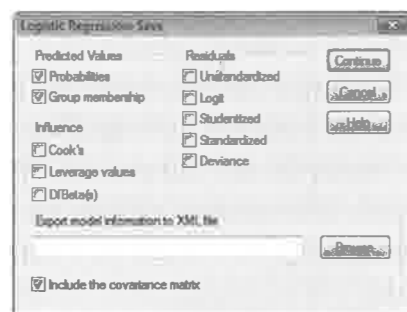 Logistic Regression: Save
Predicted Values
Probabilities
Group membership
Influence
Cook's
Leverage values
DfBeta(s)
Residuals
Unstandardized
Logit
Studentized
Standardized
Deviance
Continue
Cancel
Help
Export model information to XML file
Browse...
Include the covariance matrix